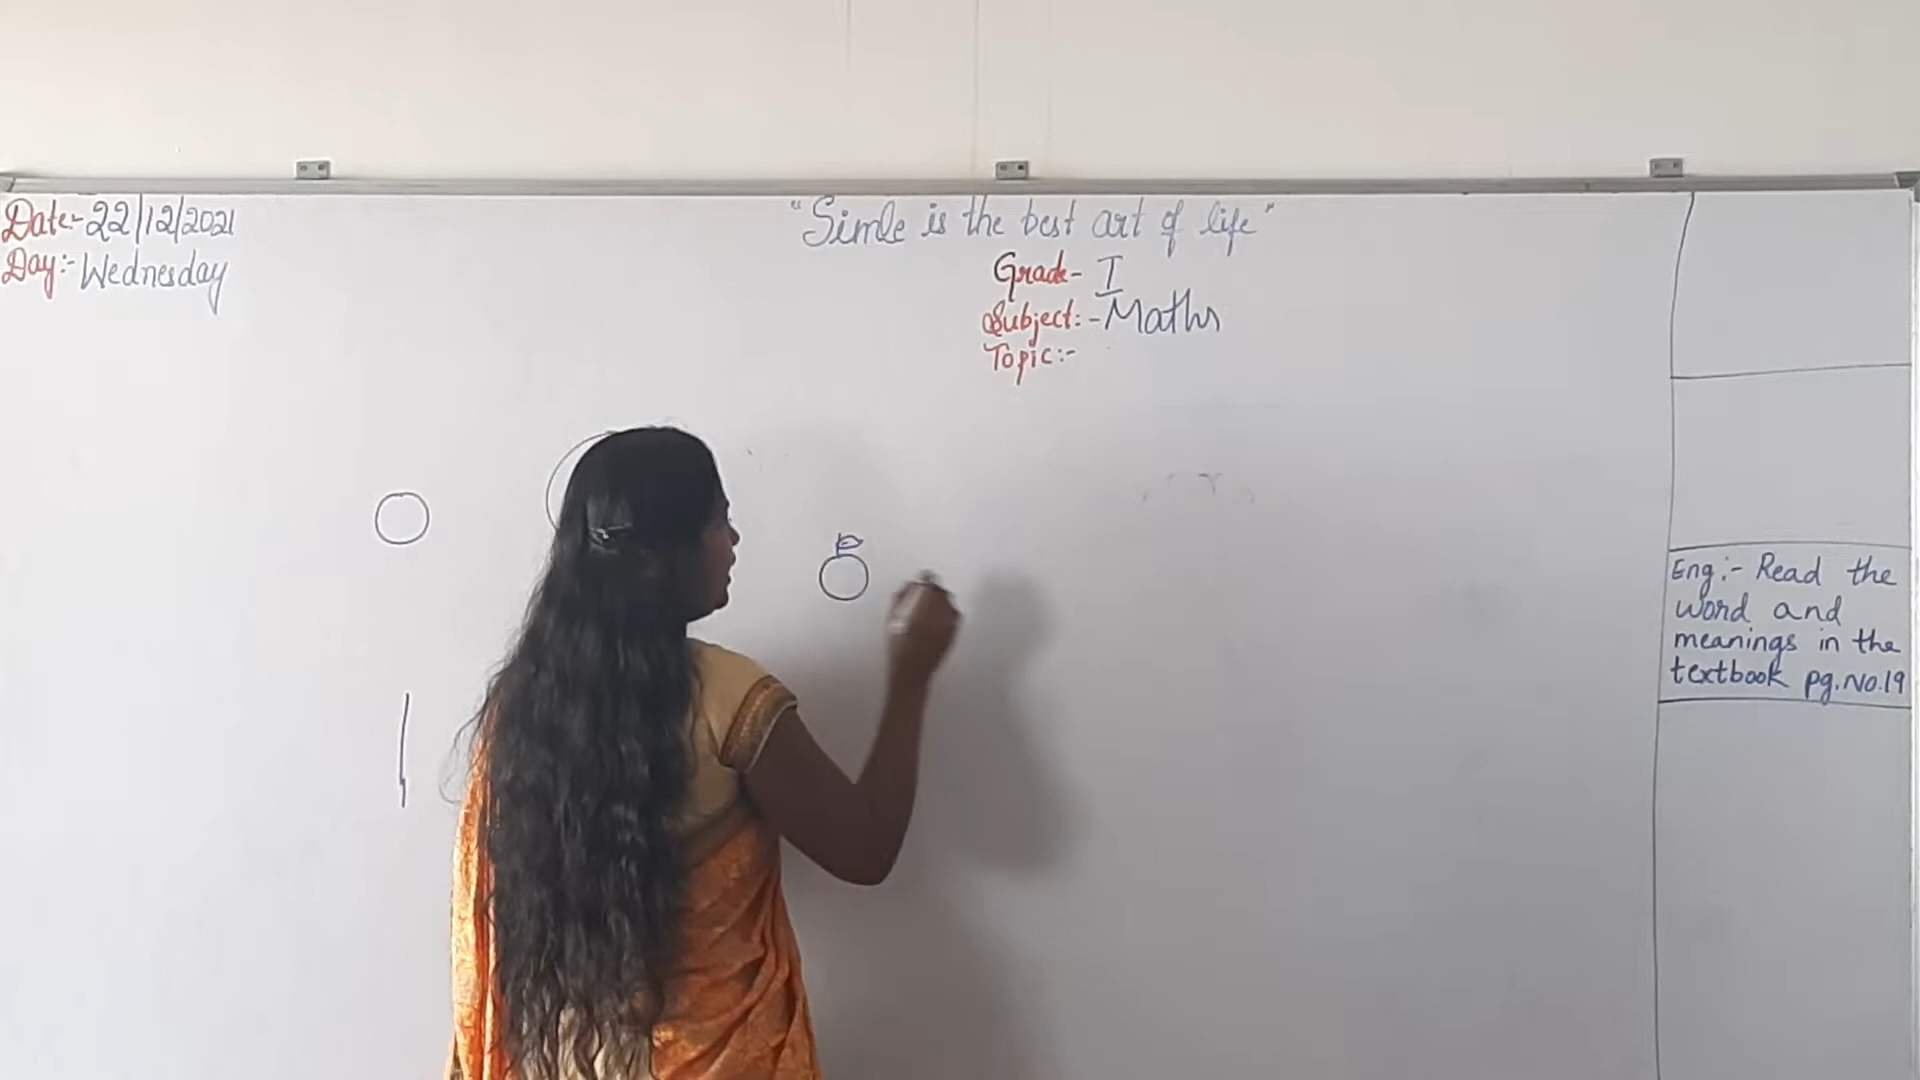 Date:- 22/12/2021
Day:- Wednesday
"Simle is the best art of life"
Grade- I
Subject:- Maths
Topic:-
Eng:- Read the
word and
meanings in the
textbook pg.No.19